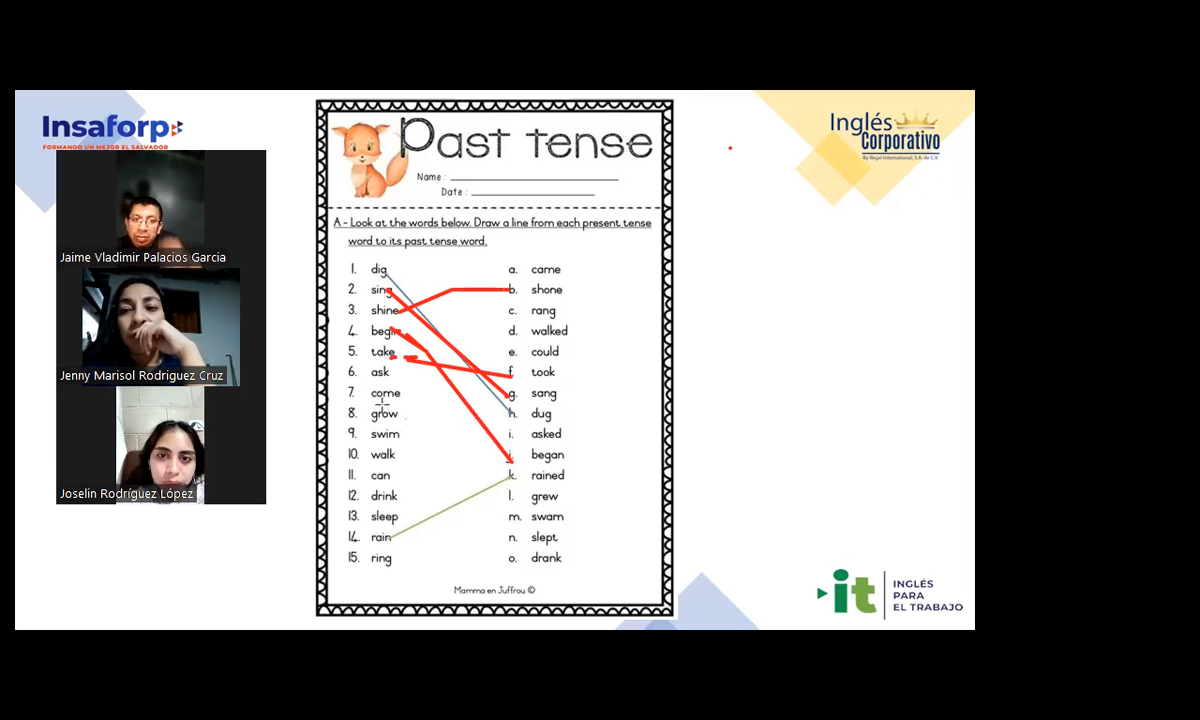 Insaforp
FORMANDO UN MEJOR EL SALVADOR
Jaime Vladimir Palacios Garcia
Jenny Marisol Rodriguez Cruz
Joselin Rodríguez López
Past tense
Name : ____________________
Date : ____________________
A - Look at the words below. Draw a line from each present tense
word to its past tense word.
1. dig a. came
2. sing b. shone
3. shine c. rang
4. begin d. walked
5. take e. could
6. ask f. took
7. come g. sang
8. grow h. dug
9. swim i. asked
10. walk j. began
11. can k. rained
12. drink l. grew
13. sleep m. swam
14. rain n. slept
15. ring o. drank
Mamma en Juffrou ©
Inglés
Corporativo
By Regal International, S.A. de C.V.
it
INGLÉS
PARA
EL TRABAJO